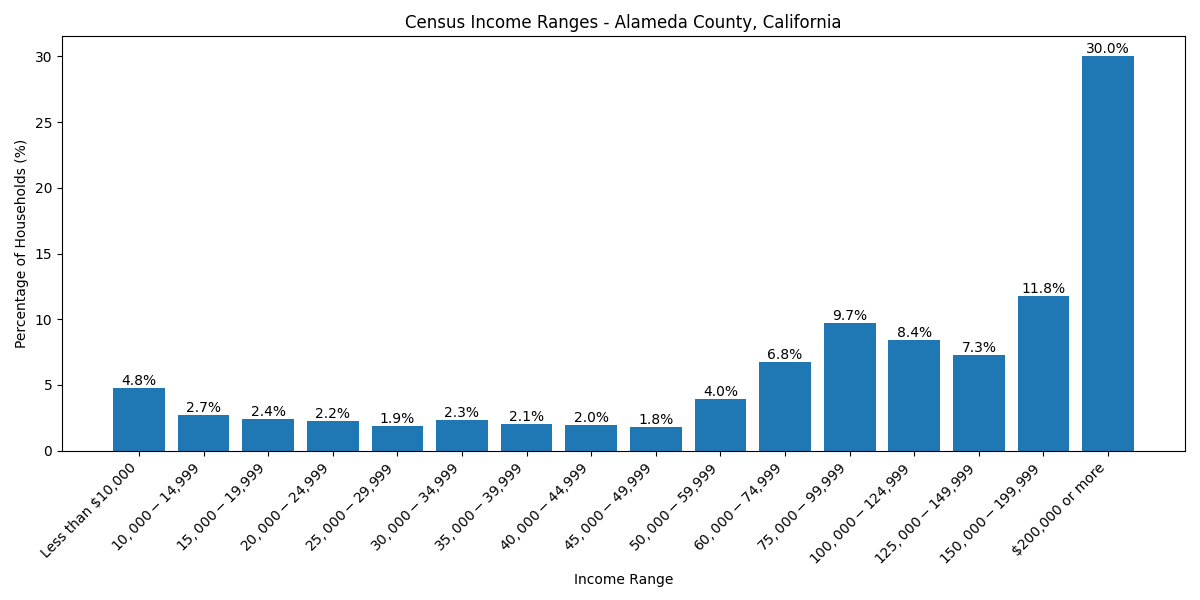 Census Income Ranges - Alameda County, California
Percentage of Households (%)
30
25
20
15
10
5
0
4.8%
2.7%
2.4%
2.2%
1.9%
2.3%
2.1%
2.0%
1.8%
4.0%
6.8%
9.7%
8.4%
7.3%
11.8%
30.0%
Less than $10,000
10,000 − 14,999
15,000 − 19,999
20,000 − 24,999
25,000 − 29,999
30,000 − 34,999
35,000 − 39,999
40,000 − 44,999
45,000 − 49,999
50,000 − 59,999
60,000 − 74,999
75,000 − 99,999
100,000 − 124,999
125,000 − 149,999
150,000 − 199,999
$200,000 or more
Income Range